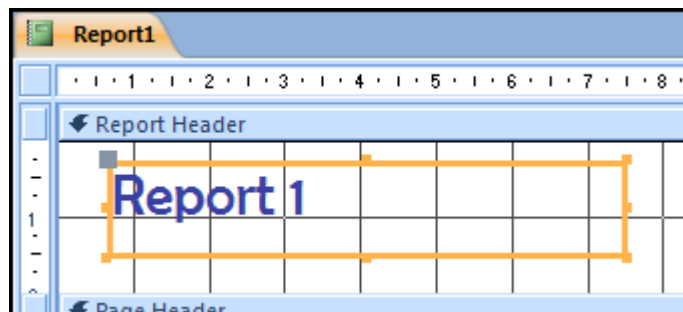 Report1
1 2 3 4 5 6 7 8
Report Header
Report 1
1
Page Header